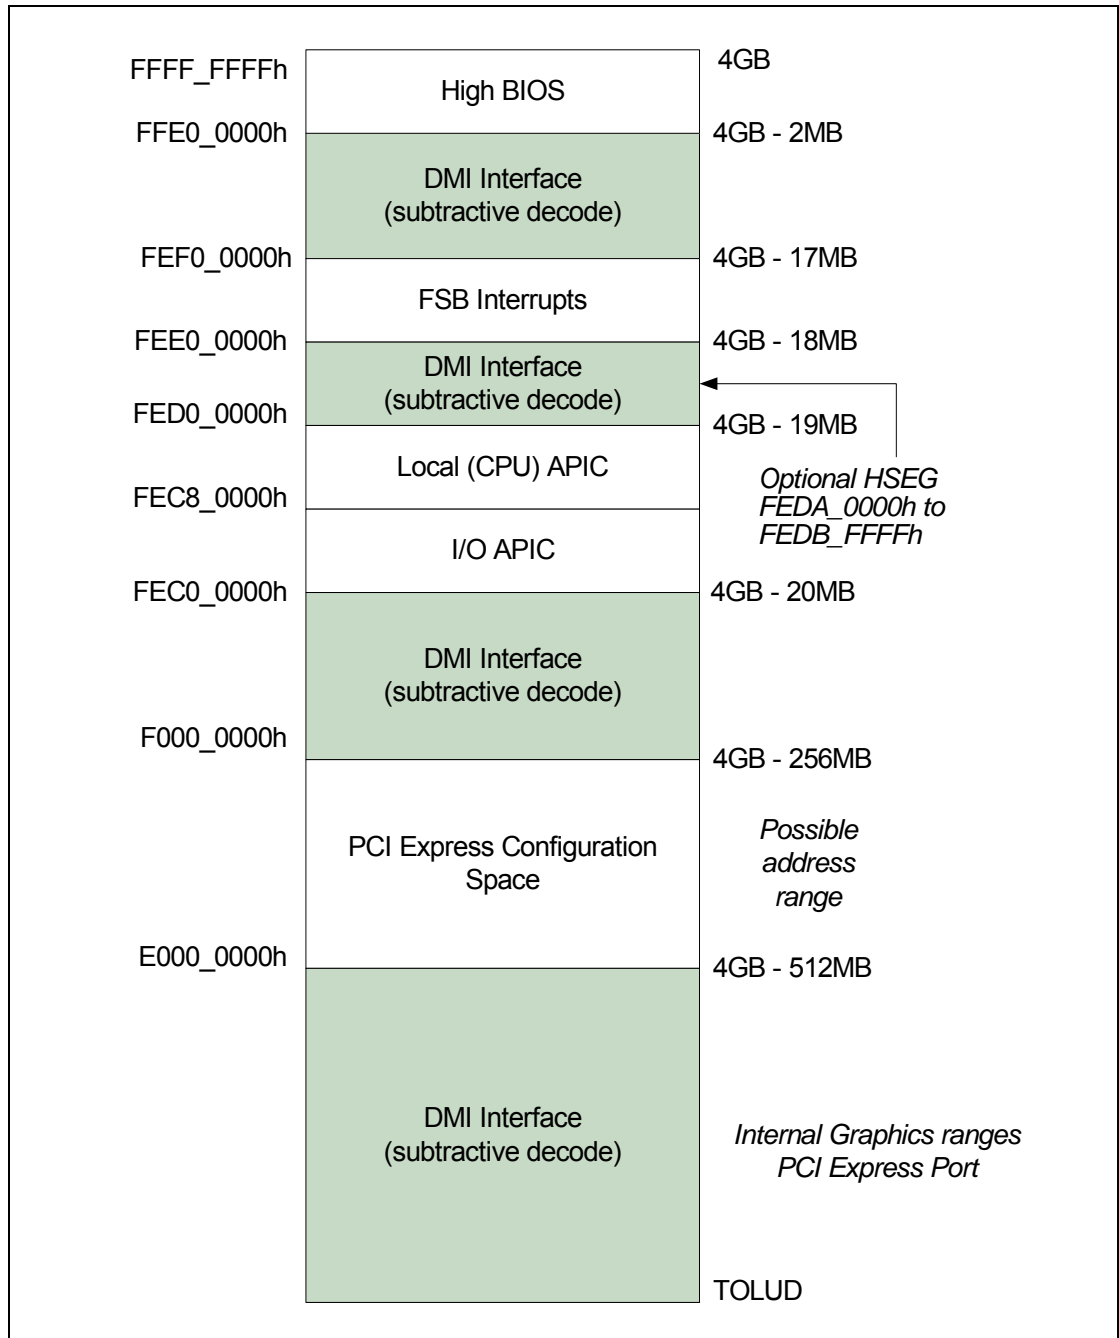 FFFF_FFFFh
4GB
High BIOS
FFE0_0000h
4GB - 2MB
DMI Interface
(subtractive decode)
FEF0_0000h
4GB - 17MB
FSB Interrupts
FEE0_0000h
4GB - 18MB
DMI Interface
(subtractive decode)
FED0_0000h
4GB - 19MB
Local (CPU) APIC
Optional HSEG
FEDA_0000h to
FEDB_FFFFh
FEC8_0000h
I/O APIC
FEC0_0000h
4GB - 20MB
DMI Interface
(subtractive decode)
F000_0000h
4GB - 256MB
PCI Express Configuration
Space
Possible
address
range
E000_0000h
4GB - 512MB
DMI Interface
(subtractive decode)
Internal Graphics ranges
PCI Express Port
TOLUD